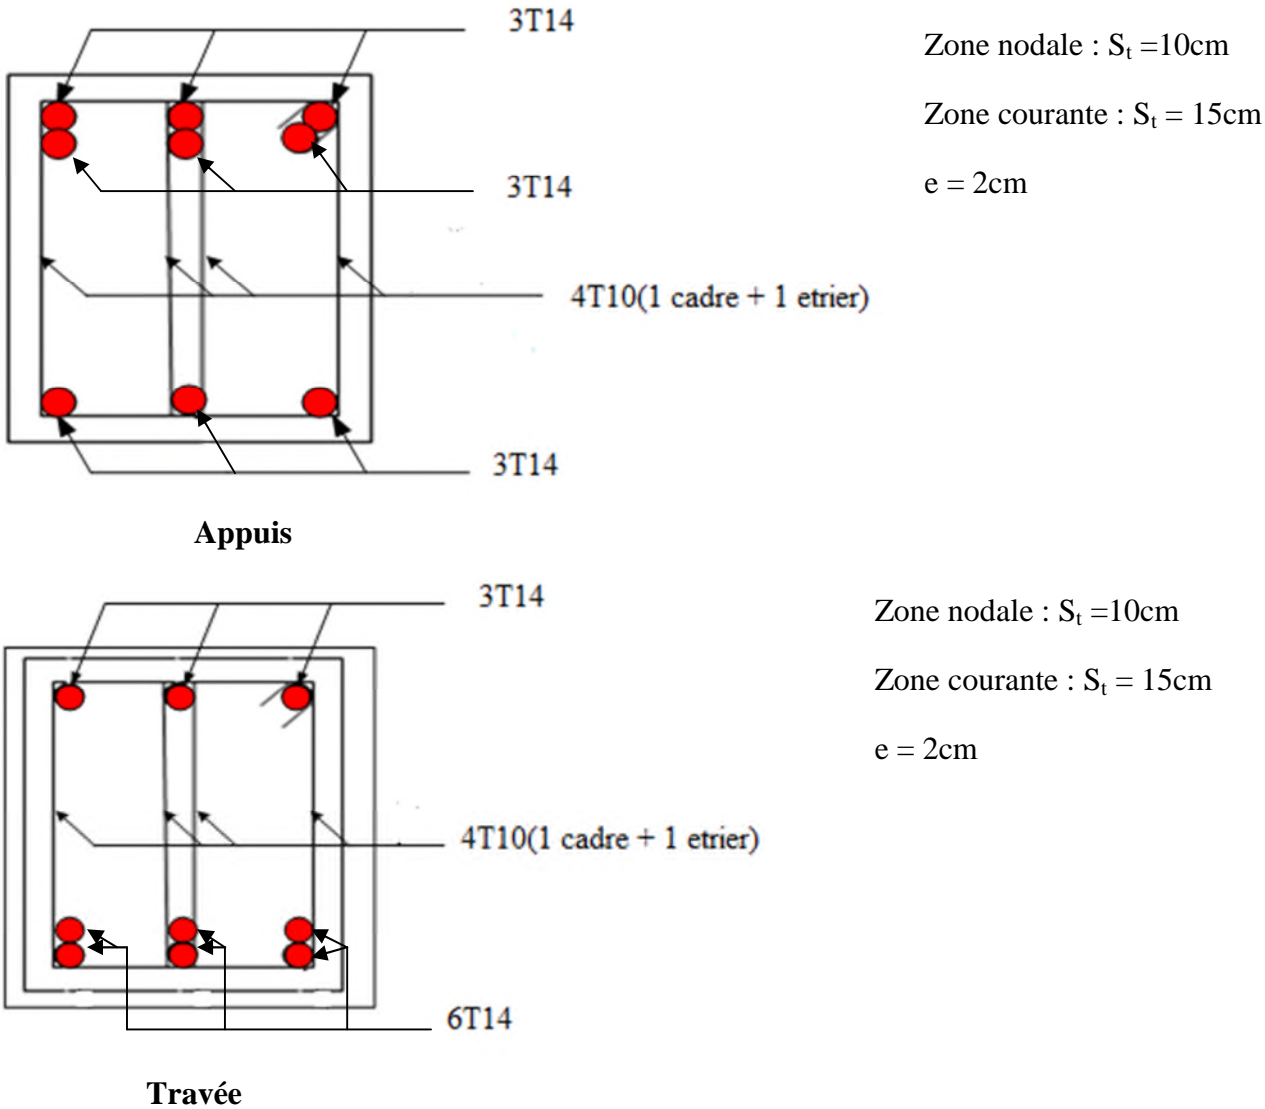 3T14
Zone nodale : St =10cm
Zone courante : St = 15cm
3T14
e = 2cm
4T10(1 cadre + 1 etrier)
3T14
Appuis
3T14
Zone nodale : St =10cm
Zone courante : St = 15cm
e = 2cm
4T10(1 cadre + 1 etrier)
6T14
Travée